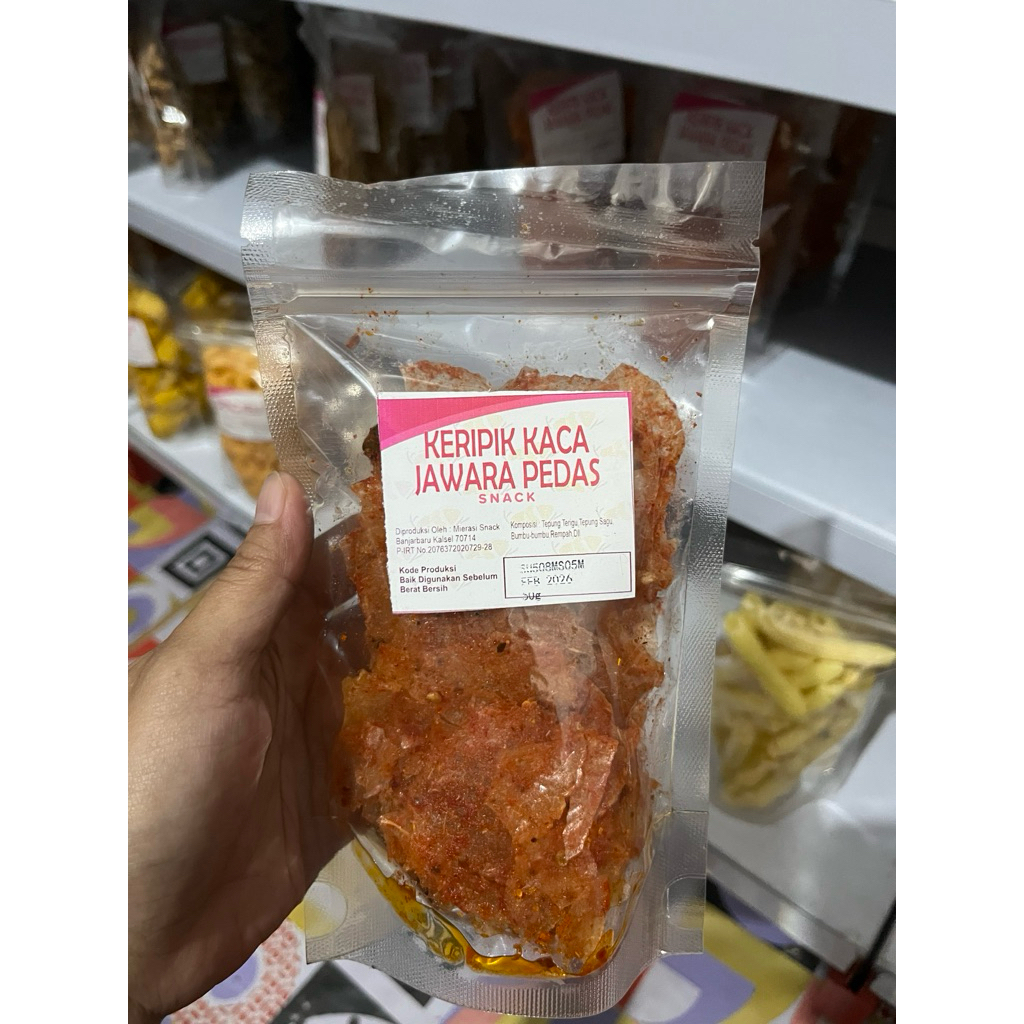 KERIPIK KACA
JAWARA PEDAS
SNACK
Diproduksi Oleh : Mierasi Snack
Banjarbaru Kalsel 70714
P-IRT No.2076372020729-28
Komposisi : Tepung Terigu,Tepung Sagu,
Bumbu-bumbu Rempah Dll
Kode Produksi
Baik Digunakan Sebelum
Berat Bersih
FEB 2026